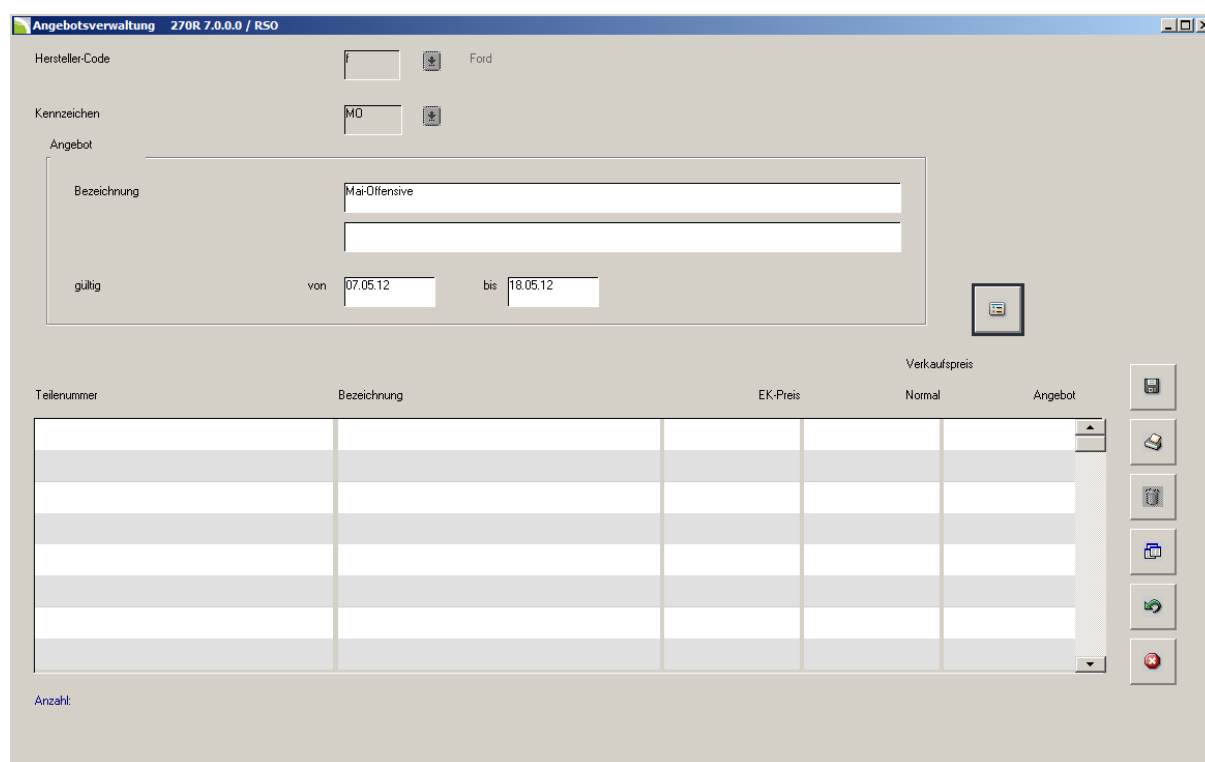 Angebotsverwaltung 270R 7.0.0.0 / RSO
Hersteller-Code f Ford
Kennzeichen MO
Angebot
Bezeichnung Mai-Offensive
gültig von 07.05.12 bis 18.05.12
Verkaufspreis
Teilenummer Bezeichnung EK-Preis Normal Angebot
Anzahl: